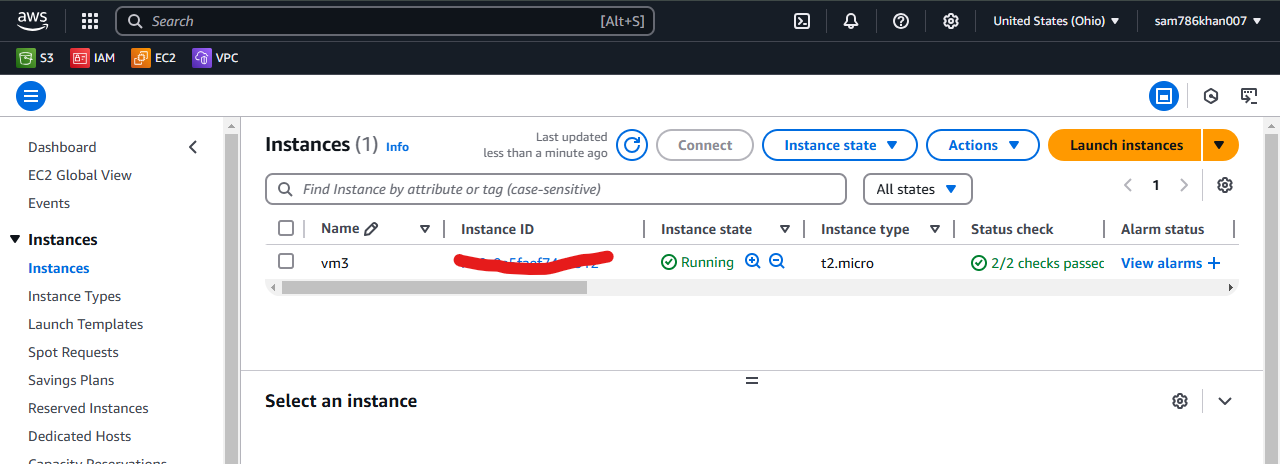 aws
Search [Alt+S] United States (Ohio) sam786khan007
S3 IAM EC2 VPC
Dashboard
EC2 Global View
Events
Instances
Instances
Instance Types
Launch Templates
Spot Requests
Savings Plans
Reserved Instances
Dedicated Hosts
Capacity Reservations
Instances (1) Info
Last updated
less than a minute ago
Connect Instance state Actions Launch instances
Find Instance by attribute or tag (case-sensitive) All states 1
Name Instance ID Instance state Instance type Status check Alarm status
vm3 Running t2.micro 2/2 checks passec View alarms +
Select an instance